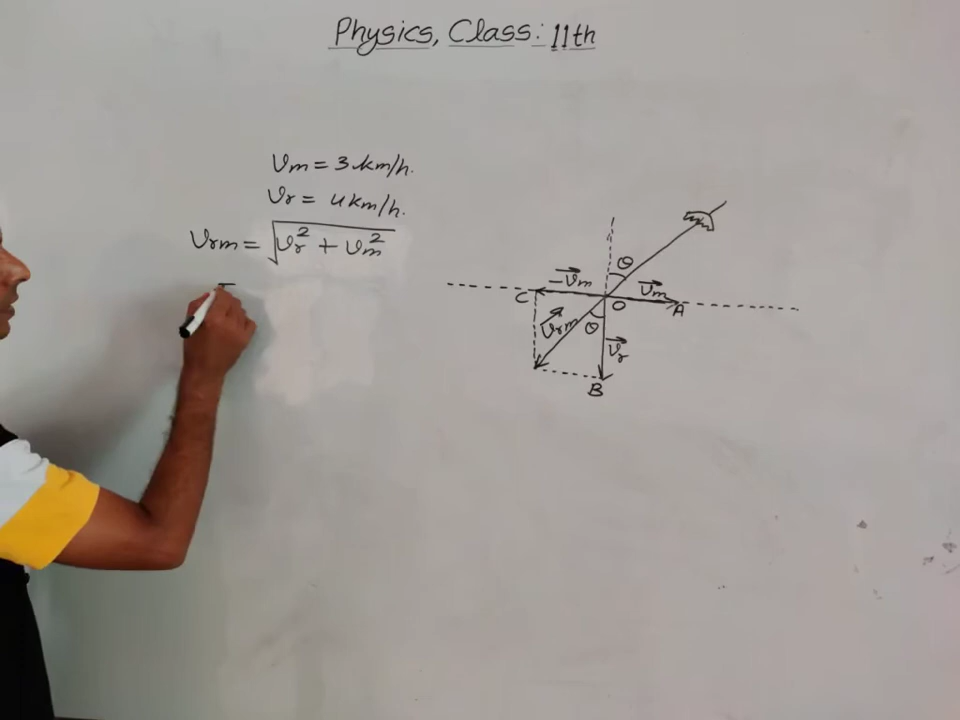 Physics, Class: 11th
Vm = 3 km/h.
Vr = 4 km/h.
Vrm = √Vr² + Vm²
θ
-Vm
Vm
C
O
A
Vrm
θ
Vr
B